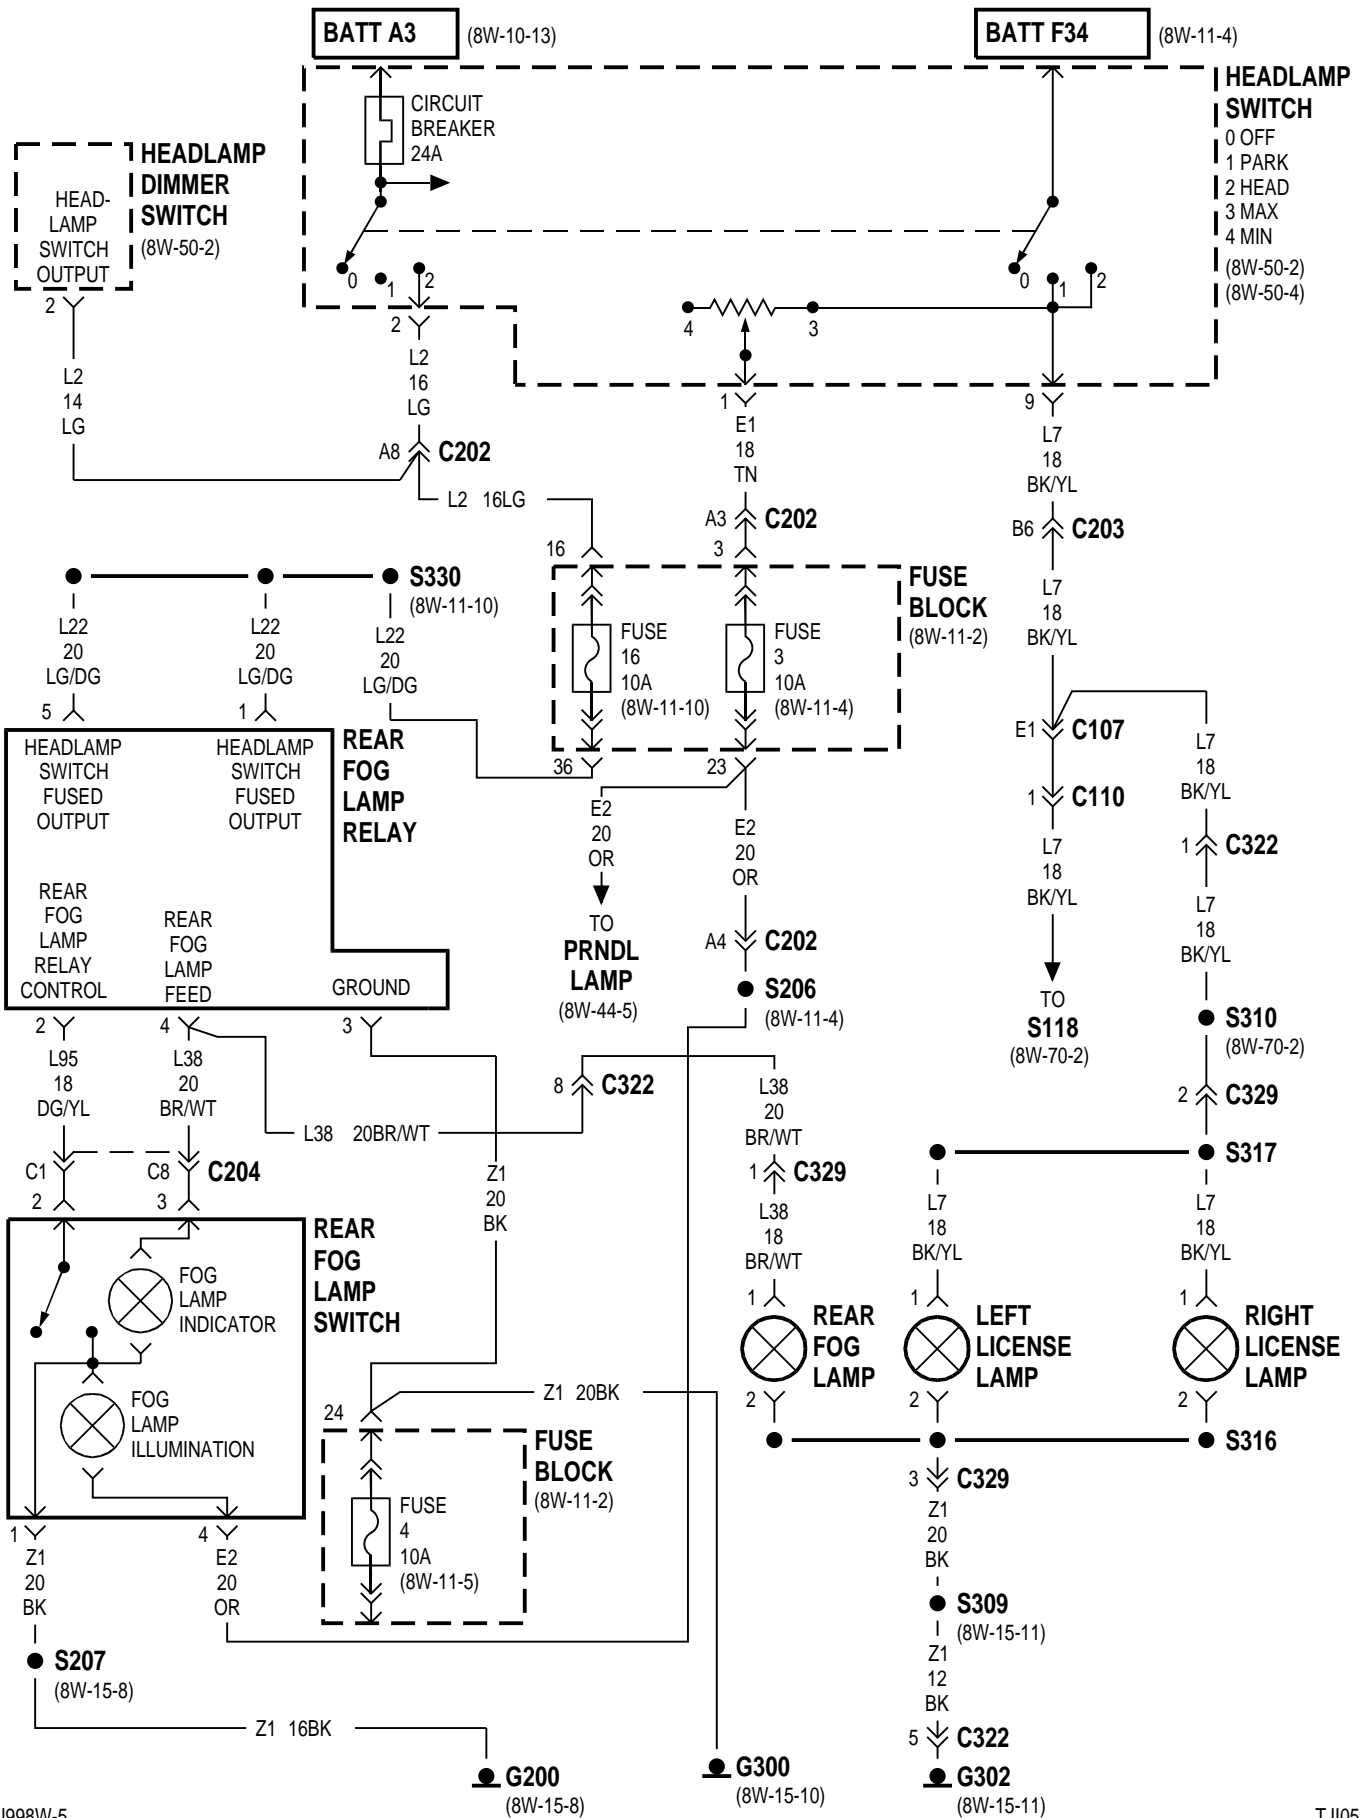 BATT A3
(8W-10-13)
BATT F34
(8W-11-4)
HEADLAMP
SWITCH
0 OFF
1 PARK
2 HEAD
3 MAX
4 MIN
(8W-50-2)
(8W-50-4)
CIRCUIT
BREAKER
24A
HEAD-
LAMP
SWITCH
OUTPUT
HEADLAMP
DIMMER
SWITCH
(8W-50-2)
0
1
2
0
1
2
4
3
2
L2
14
LG
2
L2
16
LG
A8
C202
L2 16LG
1
E1
18
TN
A3
C202
9
L7
18
BK/YL
B6
C203
L7
18
BK/YL
16
3
FUSE
16
10A
(8W-11-10)
FUSE
3
10A
(8W-11-4)
FUSE
BLOCK
(8W-11-2)
36
23
S330
(8W-11-10)
L22
20
LG/DG
L22
20
LG/DG
L22
20
LG/DG
5
1
HEADLAMP
SWITCH
FUSED
OUTPUT
HEADLAMP
SWITCH
FUSED
OUTPUT
REAR
FOG
LAMP
RELAY
REAR
FOG
LAMP
RELAY
CONTROL
REAR
FOG
LAMP
FEED
GROUND
E2
20
OR
TO
PRNDL
LAMP
(8W-44-5)
E2
20
OR
A4
C202
S206
(8W-11-4)
E1
C107
1
C110
L7
18
BK/YL
TO
S118
(8W-70-2)
L7
18
BK/YL
1
C322
L7
18
BK/YL
S310
(8W-70-2)
2
C329
S317
2
4
3
L95
18
DG/YL
L38
20
BR/WT
L38 20BR/WT
8
C322
L38
20
BR/WT
1
C329
L38
18
BR/WT
C1
C8
C204
2
3
Z1
20
BK
L7
18
BK/YL
L7
18
BK/YL
1
1
1
REAR
FOG
LAMP
LEFT
LICENSE
LAMP
RIGHT
LICENSE
LAMP
2
2
2
S316
REAR
FOG
LAMP
SWITCH
FOG
LAMP
INDICATOR
FOG
LAMP
ILLUMINATION
Z1 20BK
24
FUSE
4
10A
(8W-11-5)
FUSE
BLOCK
(8W-11-2)
1
4
Z1
20
BK
E2
20
OR
S207
(8W-15-8)
Z1 16BK
G200
(8W-15-8)
G300
(8W-15-10)
3
C329
Z1
20
BK
S309
(8W-15-11)
Z1
12
BK
5
C322
G302
(8W-15-11)